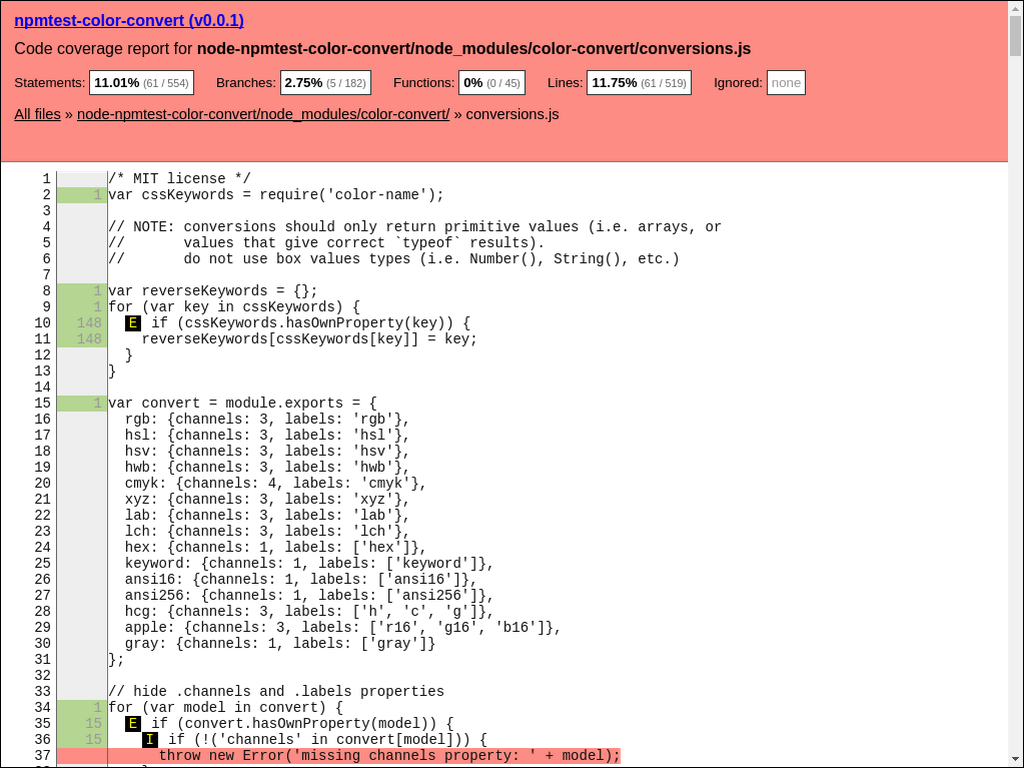 npmtest-color-convert (v0.0.1)
Code coverage report for node-npmtest-color-convert/node_modules/color-convert/conversions.js
Statements: 11.01% (61 / 554) Branches: 2.75% (5 / 182) Functions: 0% (0 / 45) Lines: 11.75% (61 / 519) Ignored: none
All files » node-npmtest-color-convert/node_modules/color-convert/ » conversions.js
1 /* MIT license */
2 1 var cssKeywords = require('color-name');
3
4 // NOTE: conversions should only return primitive values (i.e. arrays, or
5 //       values that give correct `typeof` results).
6 //       do not use box values types (i.e. Number(), String(), etc.)
7
8 1 var reverseKeywords = {};
9 1 for (var key in cssKeywords) {
10 148 E if (cssKeywords.hasOwnProperty(key)) {
11 148 reverseKeywords[cssKeywords[key]] = key;
12 }
13 }
14
15 1 var convert = module.exports = {
16 rgb: {channels: 3, labels: 'rgb'},
17 hsl: {channels: 3, labels: 'hsl'},
18 hsv: {channels: 3, labels: 'hsv'},
19 hwb: {channels: 3, labels: 'hwb'},
20 cmyk: {channels: 4, labels: 'cmyk'},
21 xyz: {channels: 3, labels: 'xyz'},
22 lab: {channels: 3, labels: 'lab'},
23 lch: {channels: 3, labels: 'lch'},
24 hex: {channels: 1, labels: ['hex']},
25 keyword: {channels: 1, labels: ['keyword']},
26 ansi16: {channels: 1, labels: ['ansi16']},
27 ansi256: {channels: 1, labels: ['ansi256']},
28 hcg: {channels: 3, labels: ['h', 'c', 'g']},
29 apple: {channels: 3, labels: ['r16', 'g16', 'b16']},
30 gray: {channels: 1, labels: ['gray']}
31 };
32
33 // hide .channels and .labels properties
34 1 for (var model in convert) {
35 15 E if (convert.hasOwnProperty(model)) {
36 15 I if (!('channels' in convert[model])) {
37 throw new Error('missing channels property: ' + model);